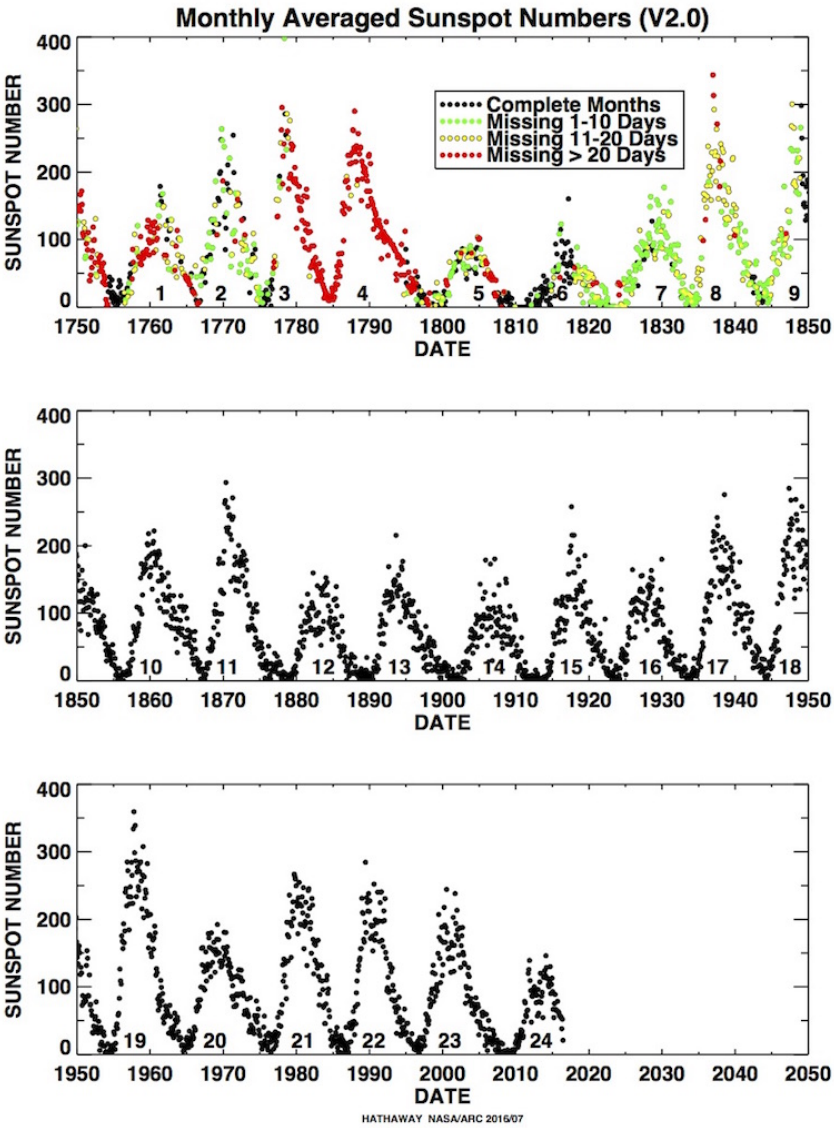 Monthly Averaged Sunspot Numbers (V2.0)
400
300
200
100
0
SUNSPOT NUMBER
Complete Months
Missing 1-10 Days
Missing 11-20 Days
Missing > 20 Days
1 2 3 4 5 6 7 8 9
1750 1760 1770 1780 1790 1800 1810 1820 1830 1840 1850
DATE
400
300
200
100
0
SUNSPOT NUMBER
10 11 12 13 14 15 16 17 18
1850 1860 1870 1880 1890 1900 1910 1920 1930 1940 1950
DATE
400
300
200
100
0
SUNSPOT NUMBER
19 20 21 22 23 24
1950 1960 1970 1980 1990 2000 2010 2020 2030 2040 2050
DATE
HATHAWAY NASA/ARC 2016/07